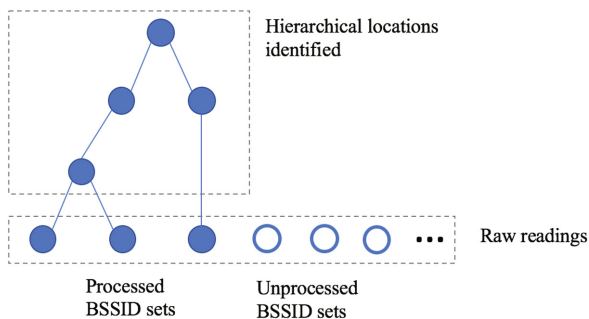 Hierarchical locations
identified
Raw readings
Processed
BSSID sets
Unprocessed
BSSID sets